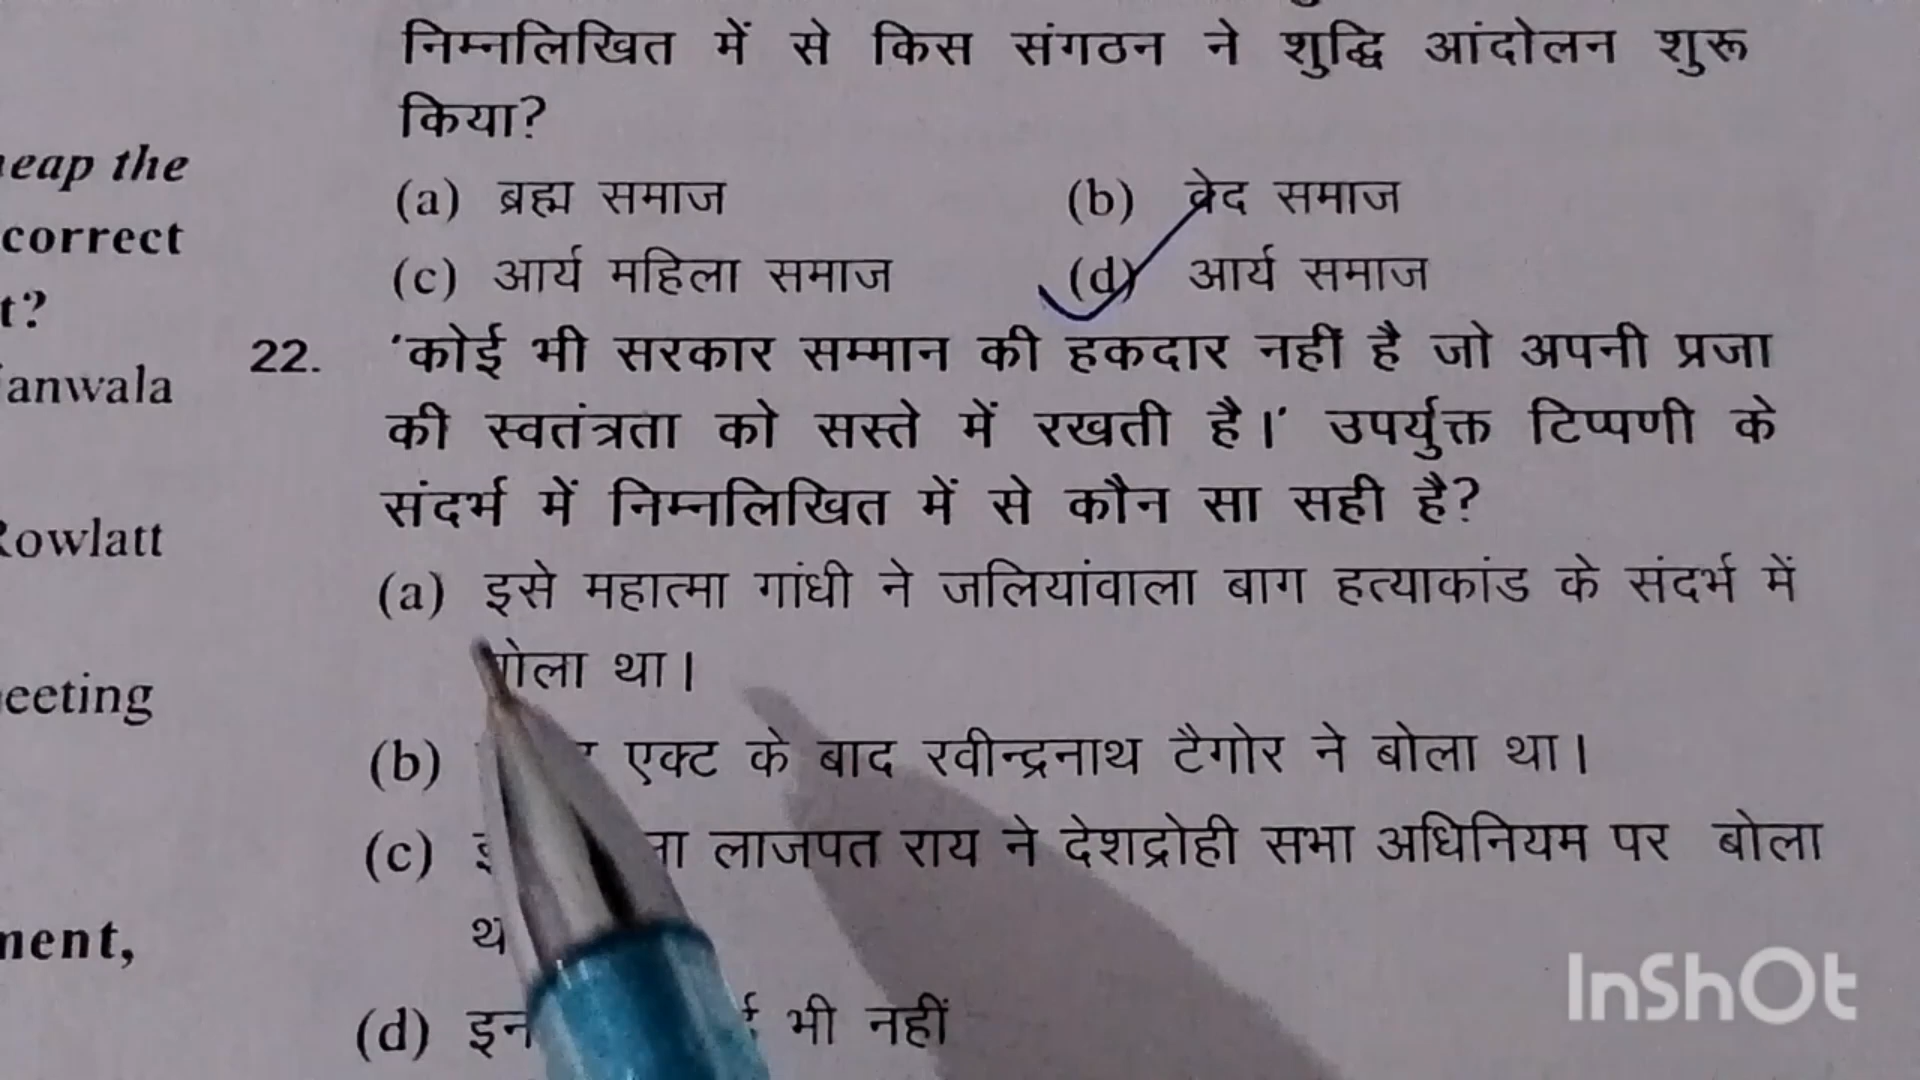 निम्नलिखित में से किस संगठन ने शुद्धि आंदोलन शुरू
किया?
eap the
(a) ब्रह्म समाज (b) वेद समाज
correct
(c) आर्य महिला समाज (d) आर्य समाज
t?
22. 'कोई भी सरकार सम्मान की हकदार नहीं है जो अपनी प्रजा
anwala
की स्वतंत्रता को सस्ते में रखती है।' उपर्युक्त टिप्पणी के
संदर्भ में निम्नलिखित में से कौन सा सही है?
Rowlatt
(a) इसे महात्मा गांधी ने जलियांवाला बाग हत्याकांड के संदर्भ में
था।
eeting
(b) एक्ट के बाद रवीन्द्रनाथ टैगोर ने बोला था।
(c) लाजपत राय ने देशद्रोही सभा अधिनियम पर बोला
ment,
(d) भी नहीं
InShOt